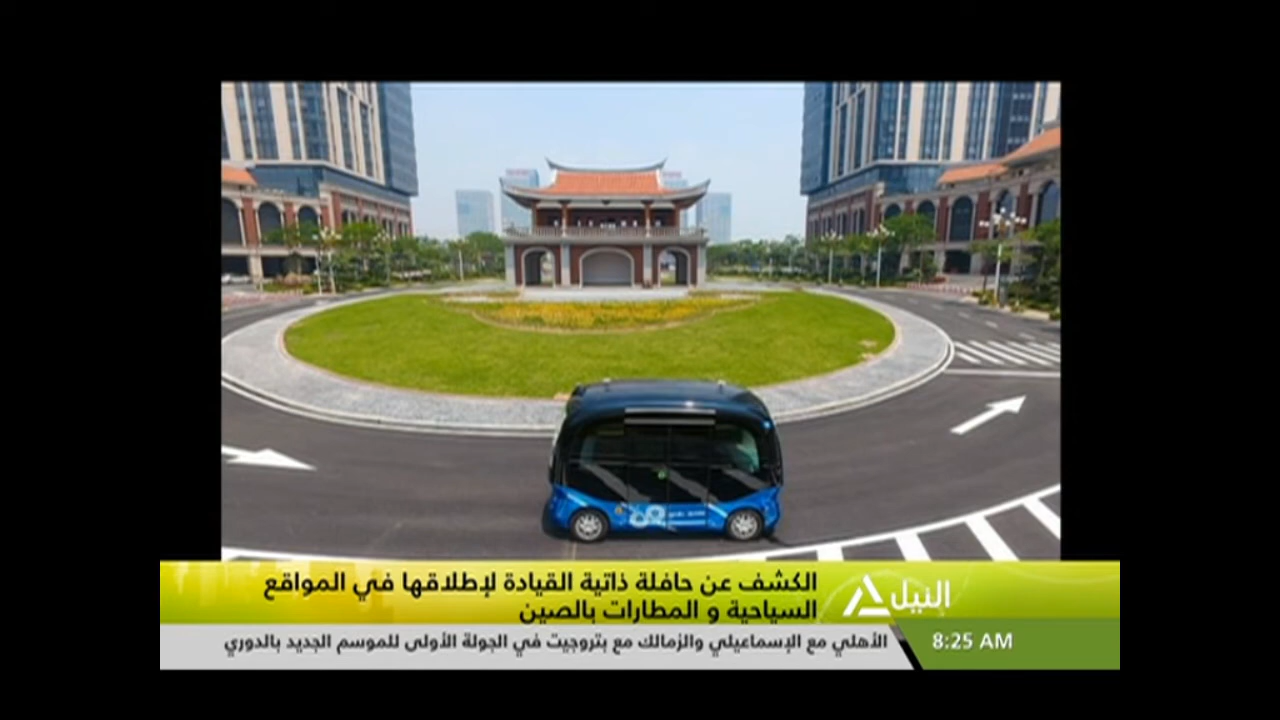 الكشف عن حافلة ذاتية القيادة لإطلاقها في المواقع
السياحية و المطارات بالصين
النيل
الأهلي مع الإسماعيلي والزمالك مع بتروجيت في الجولة الأولى للموسم الجديد بالدوري
8:25 AM